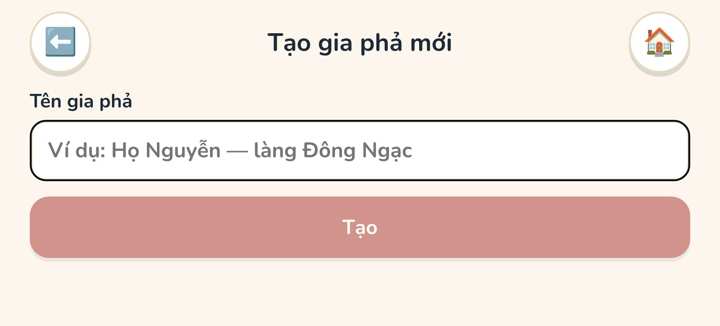 Tạo gia phả mới
Tên gia phả
Ví dụ: Họ Nguyễn — làng Đông Ngạc
Tạo